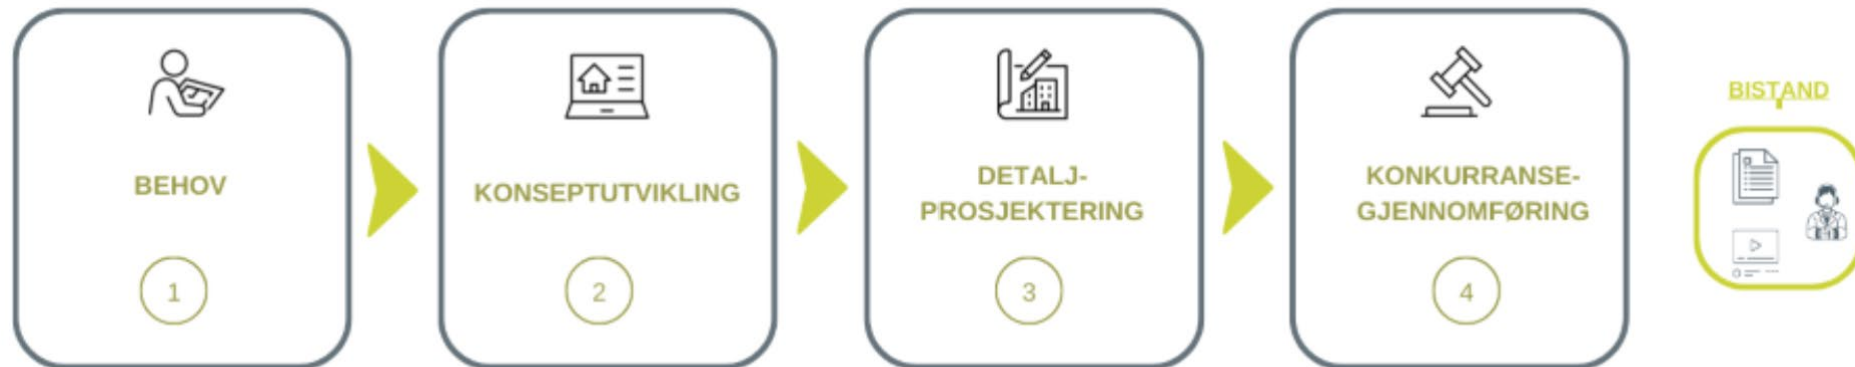 BEHOV
1
KONSEPTUTVIKLING
2
DETALJ-
PROSJEKTERING
3
KONKURRANSE-
GJENNOMFØRING
4
BISTAND